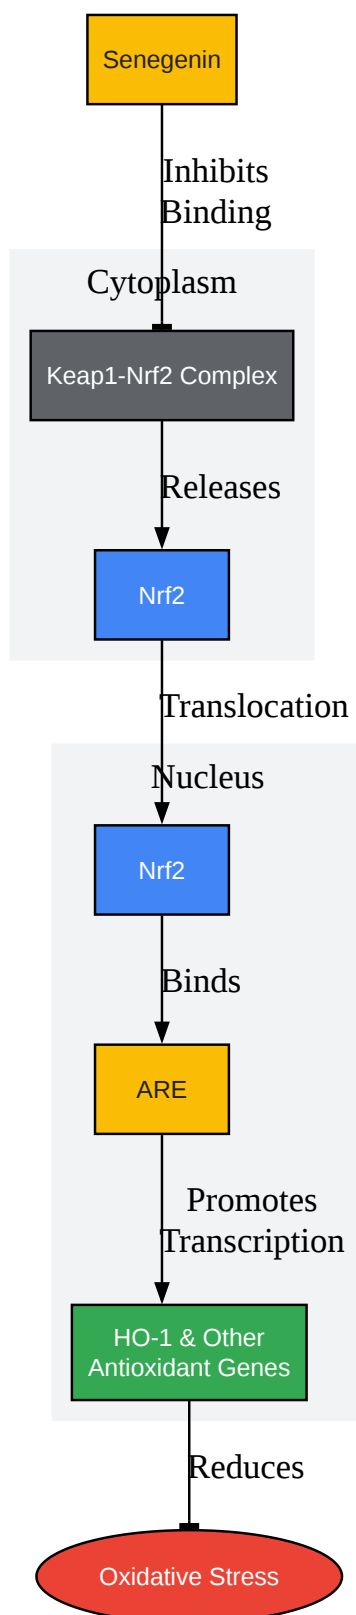 Senegenin
Inhibits
Binding
Cytoplasm
Keap1-Nrf2 Complex
Releases
Nrf2
Translocation
Nucleus
Nrf2
Binds
ARE
Promotes
Transcription
HO-1 & Other
Antioxidant Genes
Reduces
Oxidative Stress